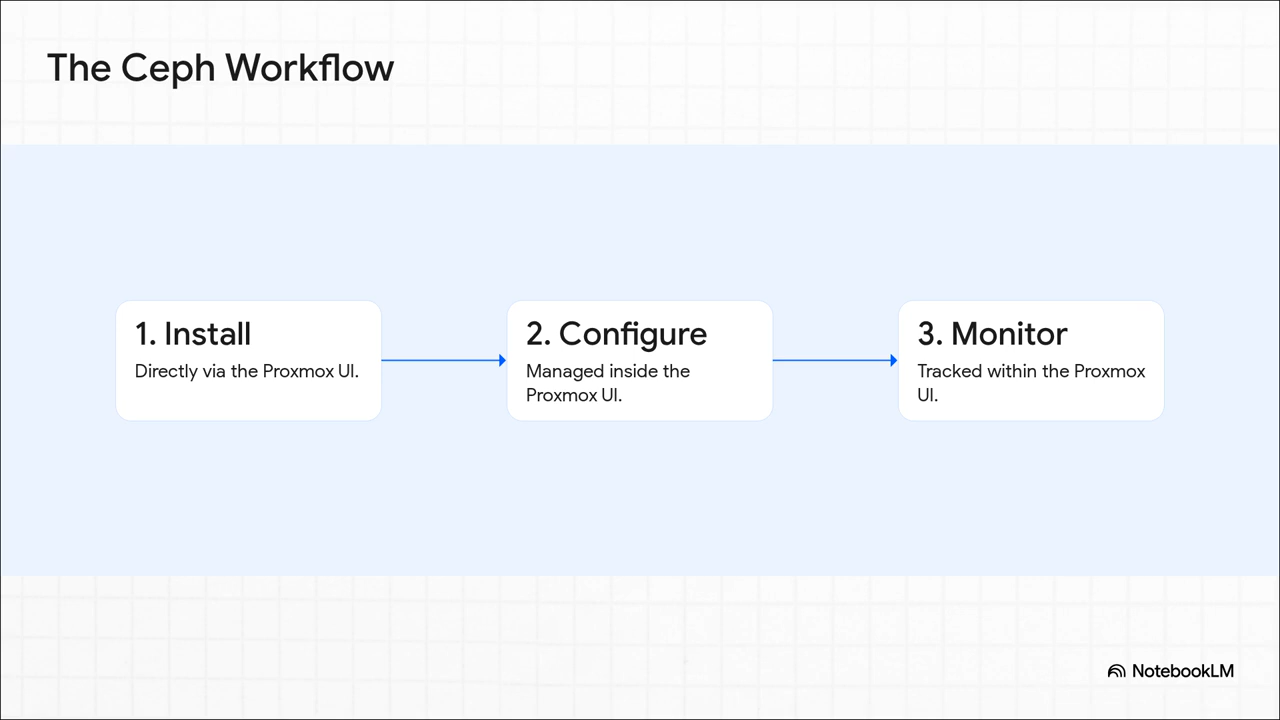 The Ceph Workflow
1. Install
Directly via the Proxmox UI.
2. Configure
Managed inside the
Proxmox UI.
3. Monitor
Tracked within the Proxmox
UI.
NotebookLM